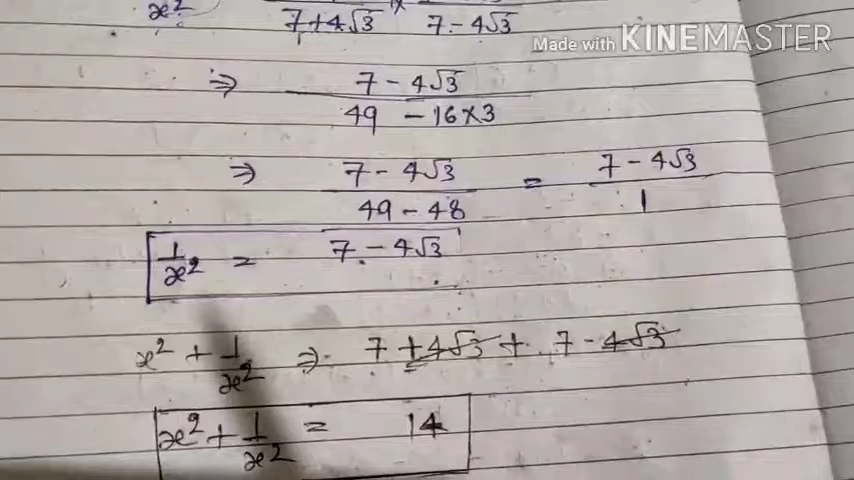 x² 7+4√3 × 7-4√3
Made with KINEMASTER
⇒ 7 - 4√3
49 - 16×3
⇒ 7 - 4√3 = 7 - 4√3
49 - 48 1
1/x² = 7 - 4√3
x² + 1/x² ⇒ 7 + 4√3 + 7 - 4√3
x² + 1/x² = 14